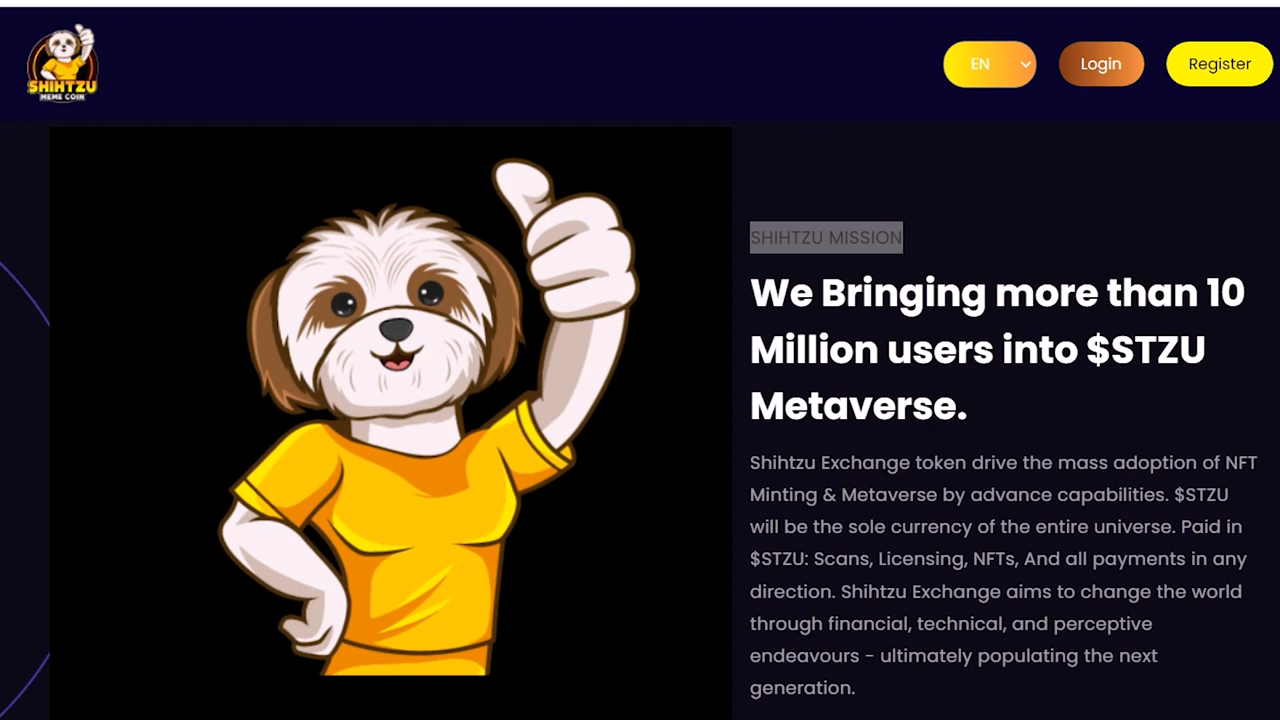 SHIHTZU
MEME COIN
EN
Login
Register
SHIHTZU MISSION
We Bringing more than 10
Million users into $STZU
Metaverse.
Shihtzu Exchange token drive the mass adoption of NFT
Minting & Metaverse by advance capabilities. $STZU
will be the sole currency of the entire universe. Paid in
$STZU: Scans, Licensing, NFTs, And all payments in any
direction. Shihtzu Exchange aims to change the world
through financial, technical, and perceptive
endeavours - ultimately populating the next
generation.